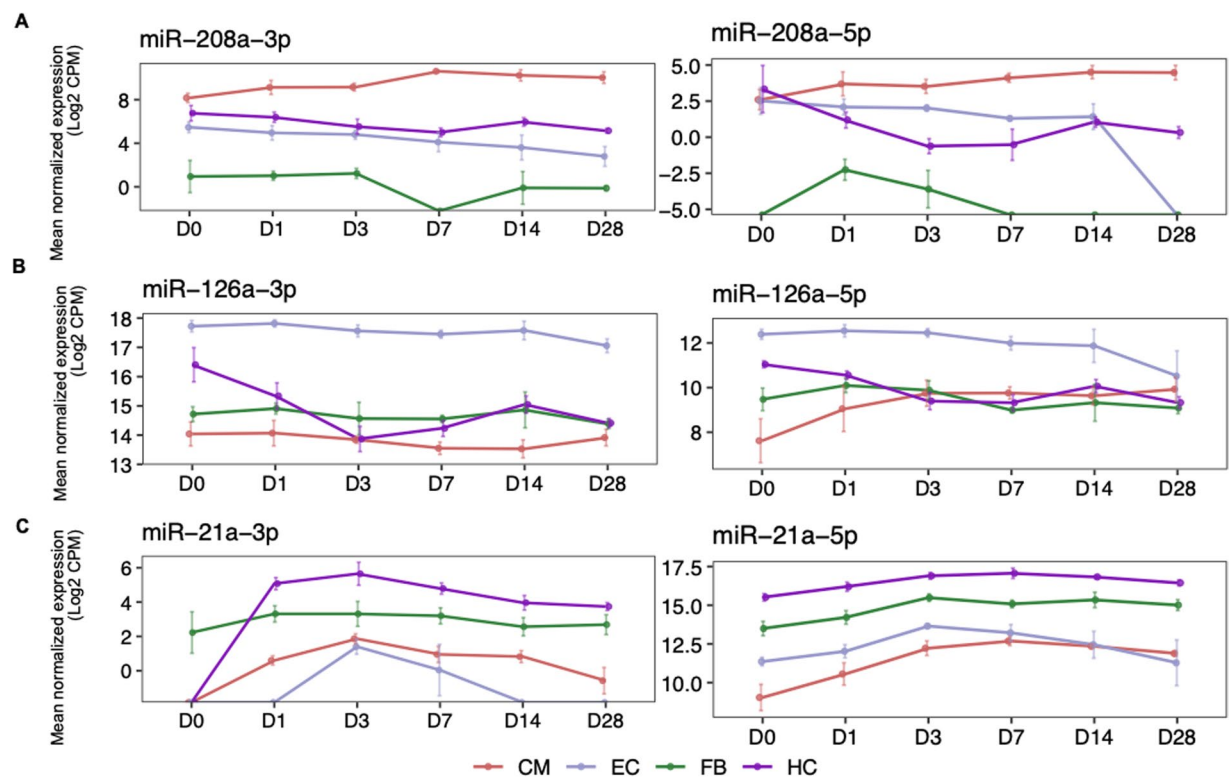 A
miR−208a−3p
miR−208a−5p
Mean normalized expression
(Log2 CPM)
8
4
0
D0 D1 D3 D7 D14 D28
5.0
2.5
0.0
−2.5
−5.0
D0 D1 D3 D7 D14 D28
B
miR−126a−3p
miR−126a−5p
Mean normalized expression
(Log2 CPM)
18
17
16
15
14
13
D0 D1 D3 D7 D14 D28
12
10
8
D0 D1 D3 D7 D14 D28
C
miR−21a−3p
miR−21a−5p
Mean normalized expression
(Log2 CPM)
6
4
2
0
D0 D1 D3 D7 D14 D28
17.5
15.0
12.5
10.0
D0 D1 D3 D7 D14 D28
CM EC FB HC